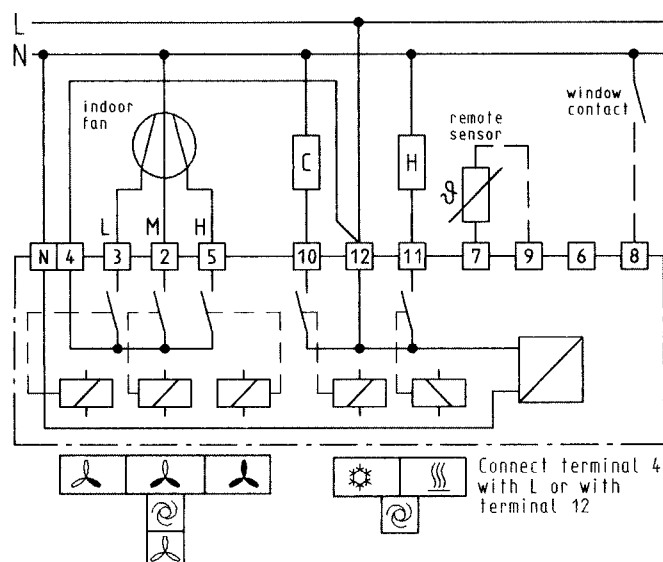 L
N
indoor
fan
C
H
remote
sensor
ϑ
window
contact
L M H
N 4 3 2 5 10 12 11 7 9 6 8
Connect terminal 4
with L or with
terminal 12